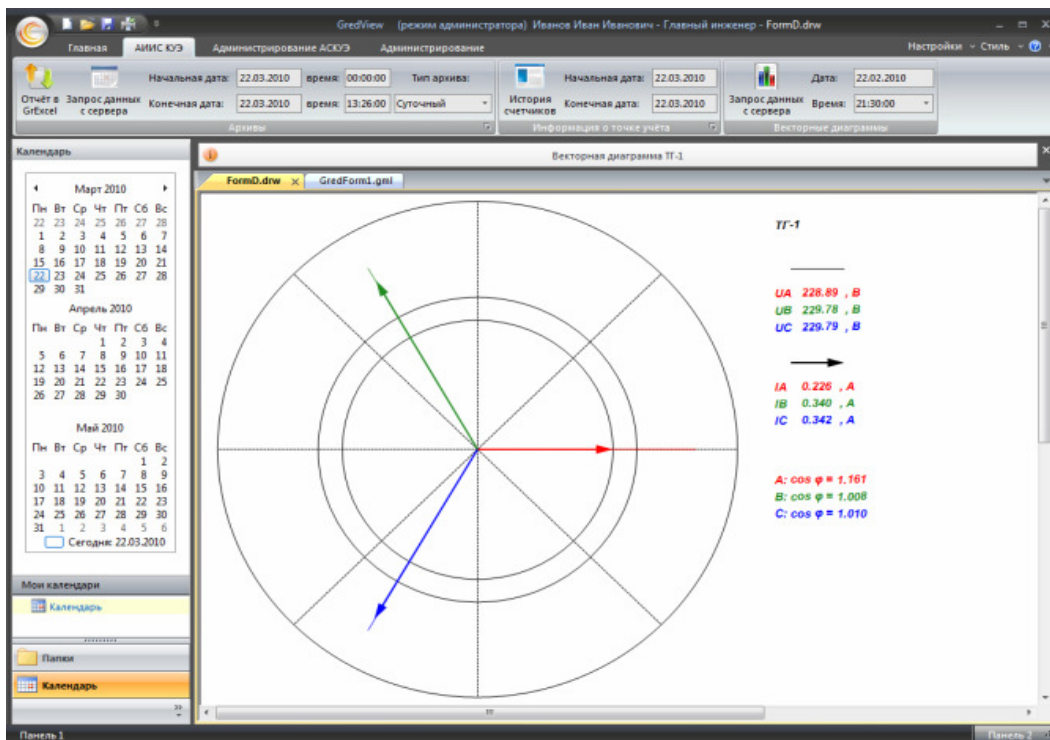 GredView (режим администратора) Иванов Иван Иванович - Главный инженер - FormD.drw
Главная АИИС КУЭ Администрирование АСКУЭ Администрирование Настройки Стиль
Отчёт в GrExcel
Запрос данных с сервера
Начальная дата: 22.03.2010 время: 00:00:00 Тип архива:
Конечная дата: 22.03.2010 время: 13:26:00 Суточный
Архивы
История счетчиков
Начальная дата: 22.03.2010
Конечная дата: 22.03.2010
Информация о точке учёта
Запрос данных с сервера
Дата: 22.02.2010
Время: 21:30:00
Векторные диаграммы
Календарь
Март 2010
Пн Вт Ср Чт Пт Сб Вс
22 23 24 25 26 27 28
1 2 3 4 5 6 7
8 9 10 11 12 13 14
15 16 17 18 19 20 21
22 23 24 25 26 27 28
29 30 31
Апрель 2010
Пн Вт Ср Чт Пт Сб Вс
1 2 3 4
5 6 7 8 9 10 11
12 13 14 15 16 17 18
19 20 21 22 23 24 25
26 27 28 29 30
Май 2010
Пн Вт Ср Чт Пт Сб Вс
1 2
3 4 5 6 7 8 9
10 11 12 13 14 15 16
17 18 19 20 21 22 23
24 25 26 27 28 29 30
31 1 2 3 4 5 6
Сегодня: 22.03.2010
Мои календари
Календарь
Папки
Календарь
Векторная диаграмма ТГ-1
FormD.drw GredForm1.gml
ТГ-1
UA 228.89 , В
UB 229.78 , В
UC 229.79 , В
IA 0.226 , А
IB 0.340 , А
IC 0.342 , А
A: cos φ = 1.161
B: cos φ = 1.008
C: cos φ = 1.010
Панель 1 Панель 2